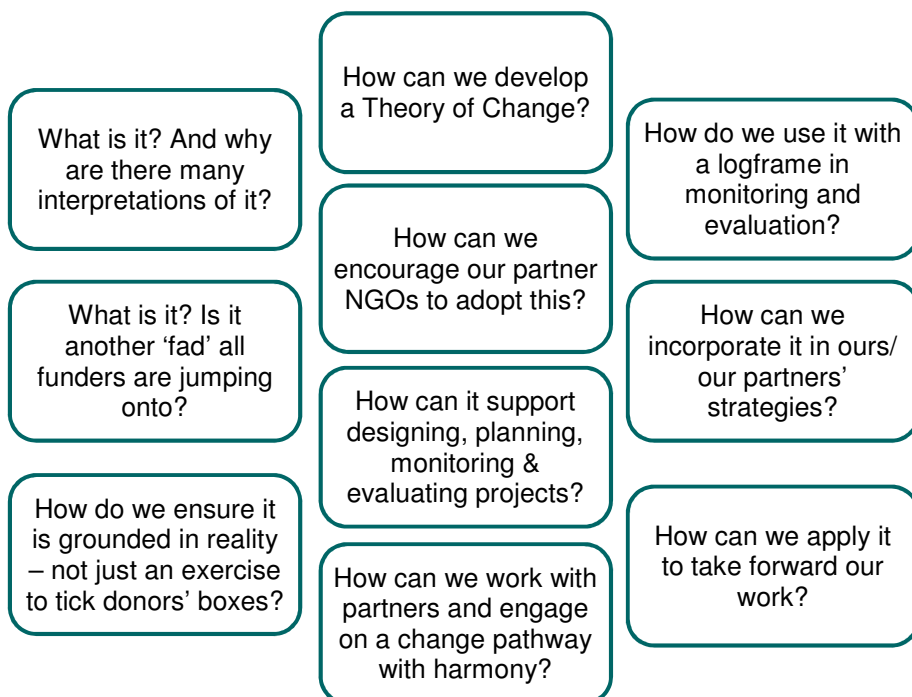 What is it? And why
are there many
interpretations of it?
What is it? Is it
another ‘fad’ all
funders are jumping
onto?
How do we ensure it
is grounded in reality
– not just an exercise
to tick donors’ boxes?
How can we develop
a Theory of Change?
How can we
encourage our partner
NGOs to adopt this?
How can it support
designing, planning,
monitoring &
evaluating projects?
How can we work with
partners and engage
on a change pathway
with harmony?
How do we use it with
a logframe in
monitoring and
evaluation?
How can we
incorporate it in ours/
our partners’
strategies?
How can we apply it
to take forward our
work?